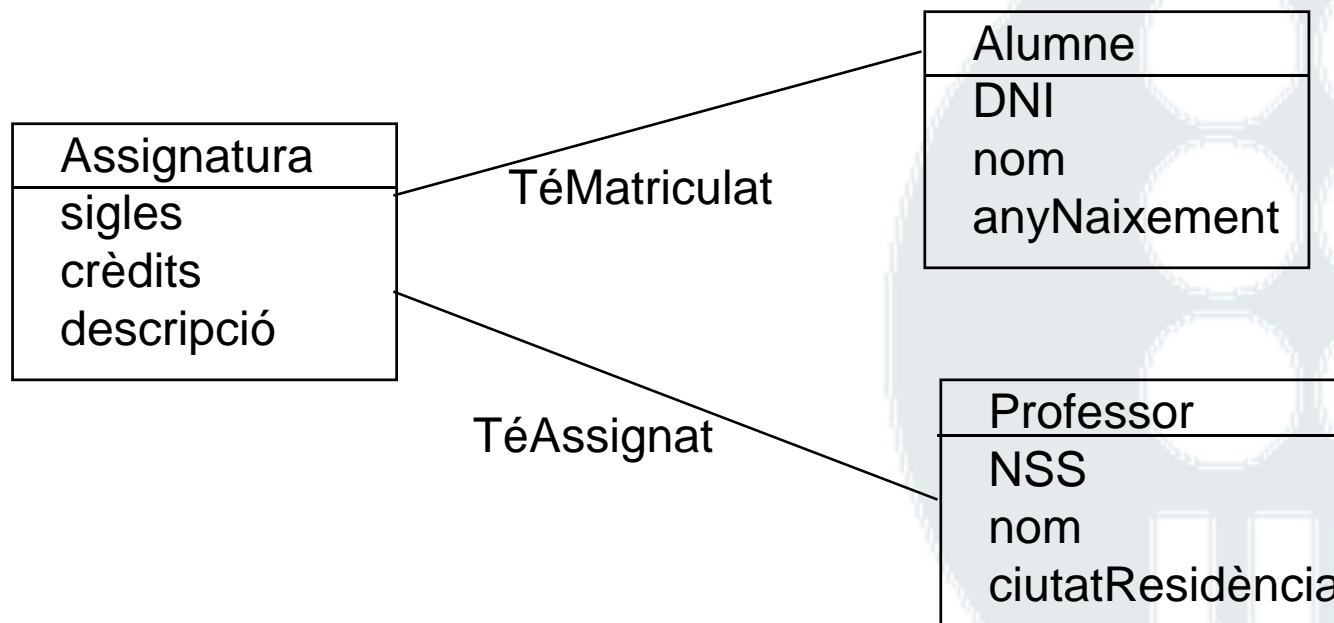 Assignatura
sigles
crèdits
descripció
TéMatriculat
TéAssignat
Alumne
DNI
nom
anyNaixement
Professor
NSS
nom
ciutatResidència